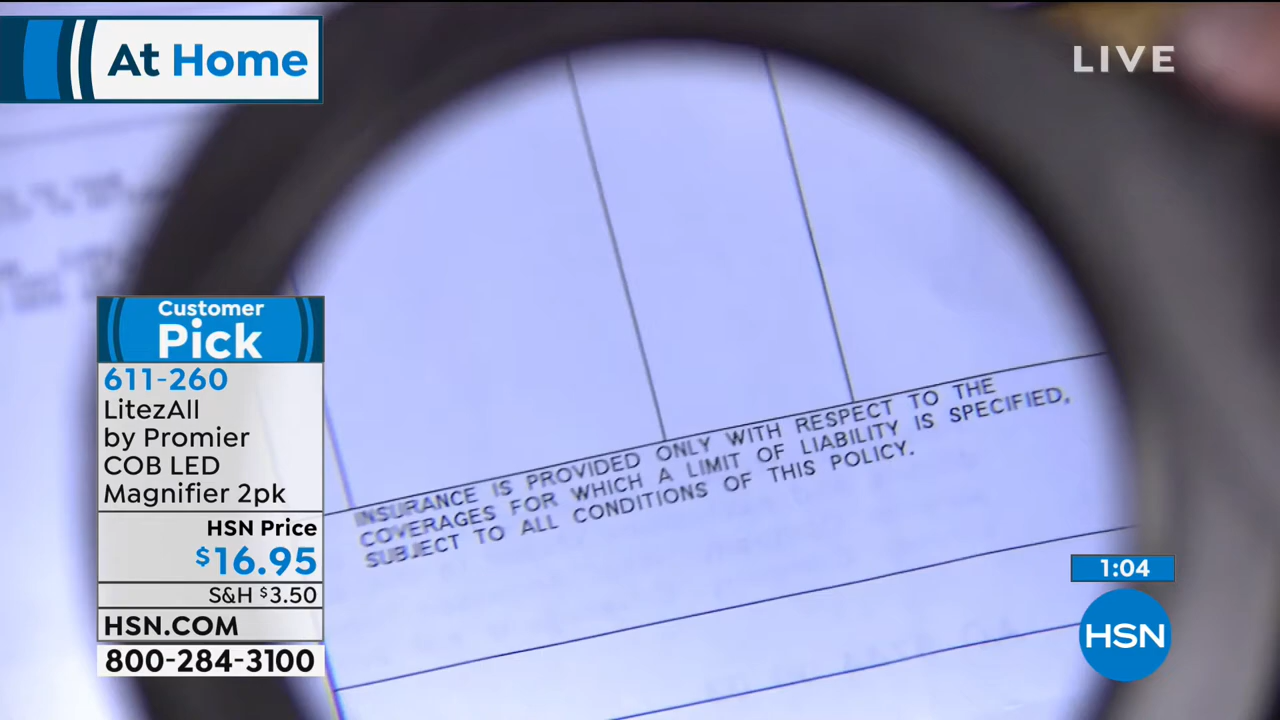 At Home
LIVE
INSURANCE IS PROVIDED ONLY WITH RESPECT TO THE
COVERAGES FOR WHICH A LIMIT OF LIABILITY IS SPECIFIED,
SUBJECT TO ALL CONDITIONS OF THIS POLICY.
Customer
Pick
611-260
LitezAll
by Promier
COB LED
Magnifier 2pk
HSN Price
$16.95
S&H $3.50
HSN.COM
800-284-3100
1:04
HSN